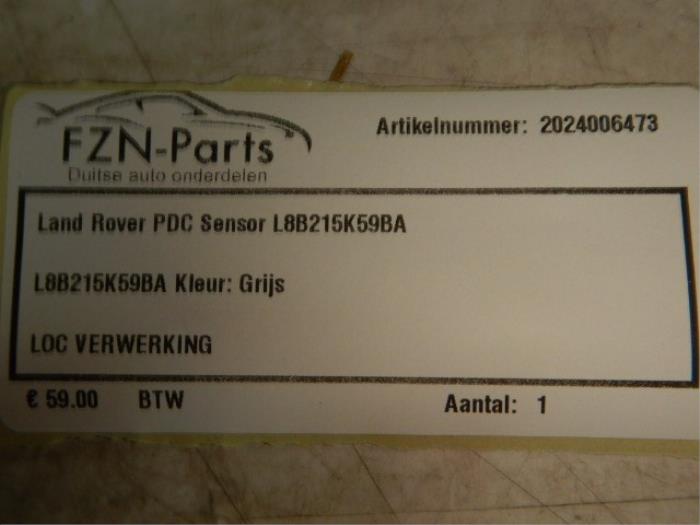 FZN-Parts
Duitse auto onderdelen
Artikelnummer: 2024006473
Land Rover PDC Sensor L8B215K59BA
L8B215K59BA Kleur: Grijs
LOC VERWERKING
€ 59.00 BTW Aantal: 1